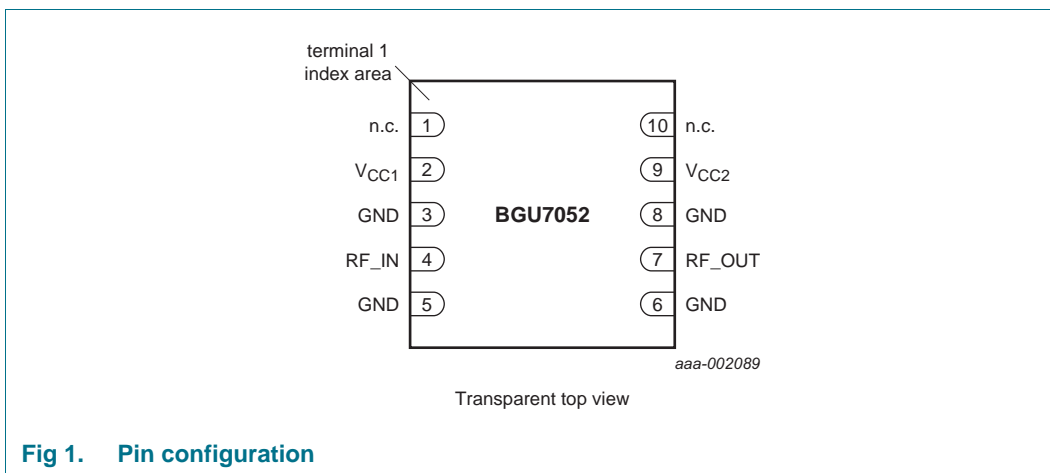 terminal 1
index area
n.c. 1 10 n.c.
VCC1 2 9 VCC2
GND 3 BGU7052 8 GND
RF_IN 4 7 RF_OUT
GND 5 6 GND
aaa-002089
Transparent top view
Fig 1. Pin configuration